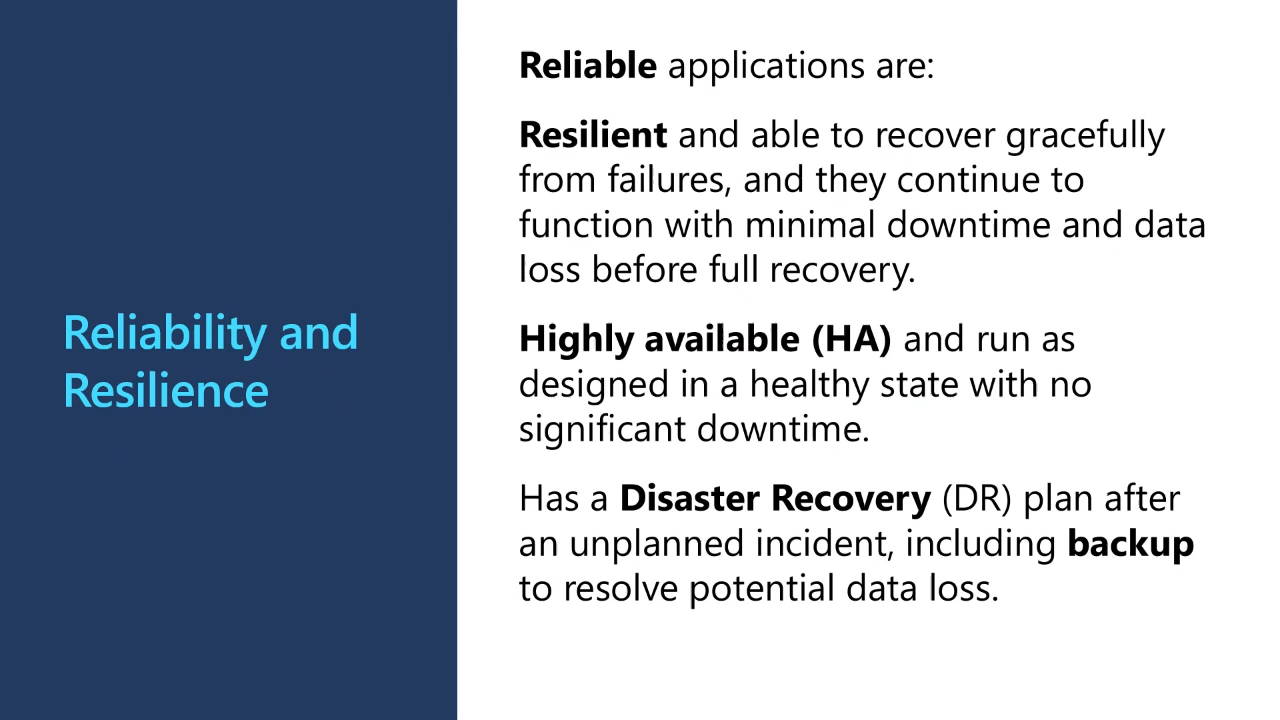 Reliability and
Resilience
Reliable applications are:
Resilient and able to recover gracefully
from failures, and they continue to
function with minimal downtime and data
loss before full recovery.
Highly available (HA) and run as
designed in a healthy state with no
significant downtime.
Has a Disaster Recovery (DR) plan after
an unplanned incident, including backup
to resolve potential data loss.